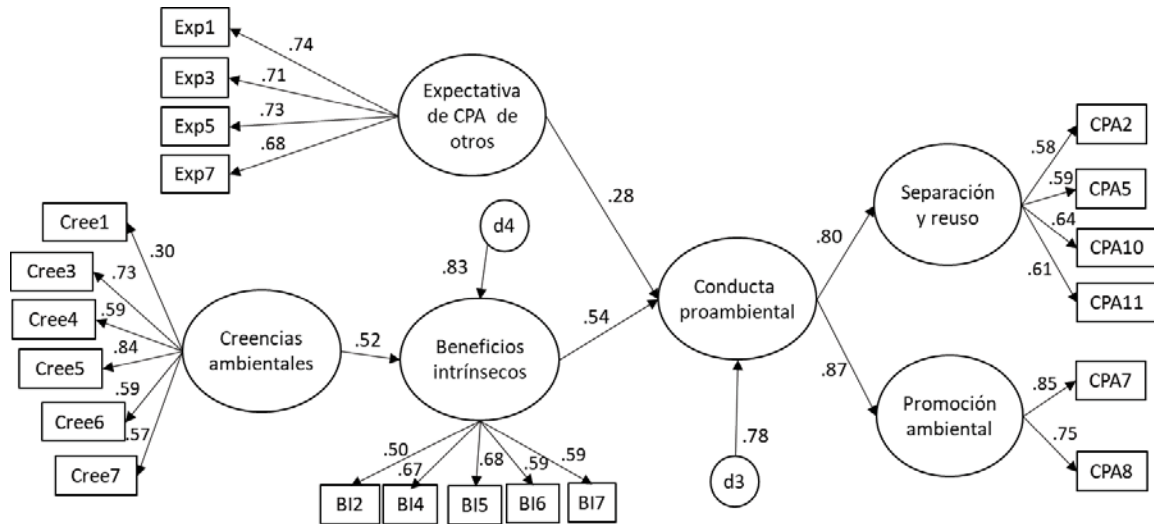 Exp1
Exp3
Exp5
Exp7
.74
.71
.73
.68
Expectativa
de CPA de
otros
.28
Cree1
Cree3
Cree4
Cree5
Cree6
Cree7
.30
.73
.59
.84
.59
.57
Creencias
ambientales
.52
d4
.83
Beneficios
intrínsecos
.54
.50
.67
.68
.59
.59
BI2
BI4
BI5
BI6
BI7
Conducta
proambiental
.78
d3
.80
.87
Separación
y reuso
.58
.59
.64
.61
CPA2
CPA5
CPA10
CPA11
Promoción
ambiental
.85
.75
CPA7
CPA8